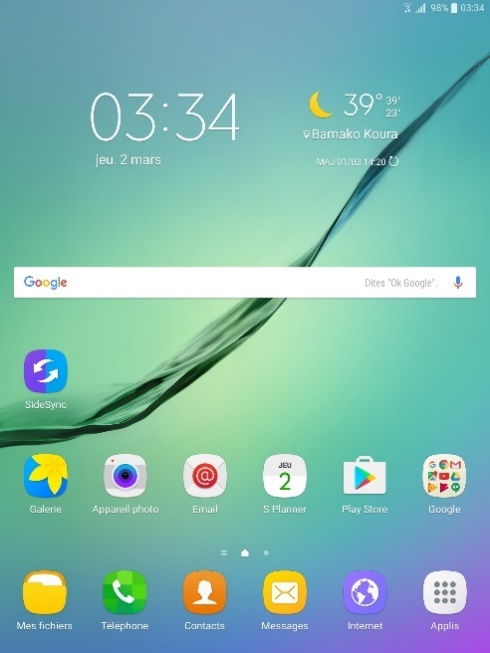 98% 03:34
03:34
jeu. 2 mars
39° 39°
23°
Bamako Koura
MAJ 01/03 14:20
Google
Dites "Ok Google".
SideSync
JEU
2
Galerie
Appareil photo
Email
S Planner
Play Store
Google
Mes fichiers
Téléphone
Contacts
Messages
Internet
Applis